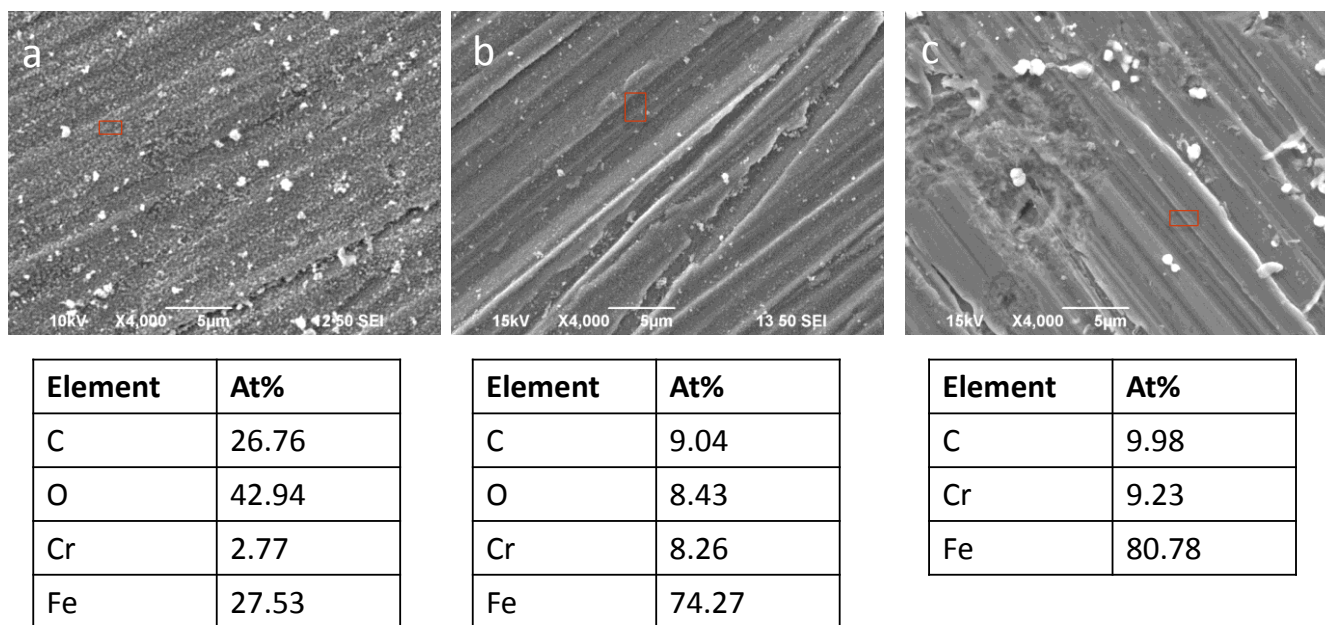 a
10kV X4,000 5µm 12 50 SEI
b
15kV X4,000 5µm 13 50 SEI
c
15kV X4,000 5µm
Element At%
C 26.76
O 42.94
Cr 2.77
Fe 27.53
Element At%
C 9.04
O 8.43
Cr 8.26
Fe 74.27
Element At%
C 9.98
Cr 9.23
Fe 80.78